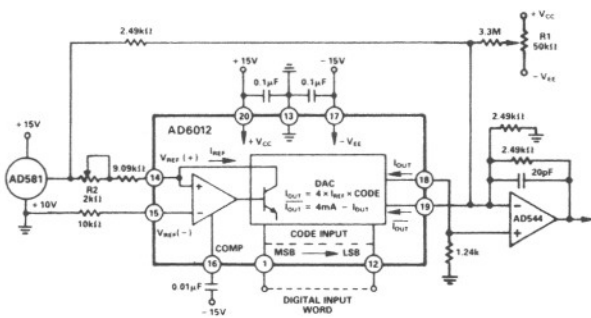 2.49kΩ
3.3M
+ VCC
R1
50kΩ
− VEE
+15V
0.1μF
0.1μF
−15V
20
13
17
+VCC
−VEE
AD6012
+15V
AD581
+10V
R2
2kΩ
9.09kΩ
10kΩ
14
VREF (+)
IREF
15
VREF(−)
+
−
COMP
16
0.01μF
−15V
DAC
IOUT = 4 × IREF × CODE
IOUT = 4mA − IOUT
CODE INPUT
MSB
LSB
1
12
DIGITAL INPUT
WORD
IOUT
18
19
IOUT
1.24k
2.49kΩ
2.49kΩ
20pF
−
+
AD544